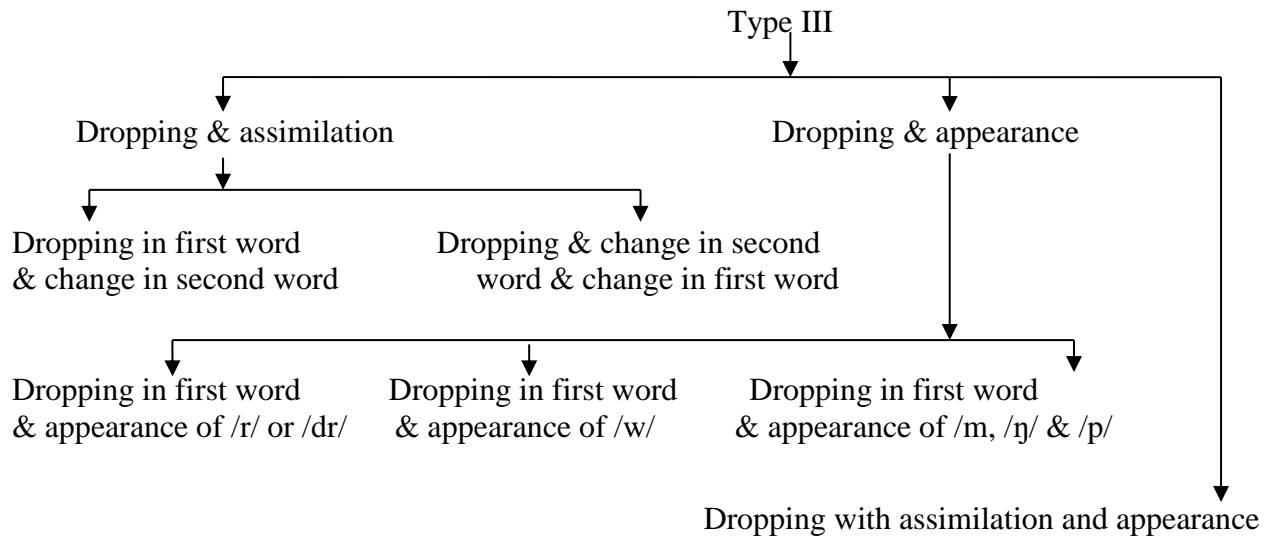 Type III
Dropping & assimilation
Dropping & appearance
Dropping in first word
& change in second word
Dropping & change in second
word & change in first word
Dropping in first word
& appearance of /r/ or /dr/
Dropping in first word
& appearance of /w/
Dropping in first word
& appearance of /m, /ŋ/ & /p/
Dropping with assimilation and appearance